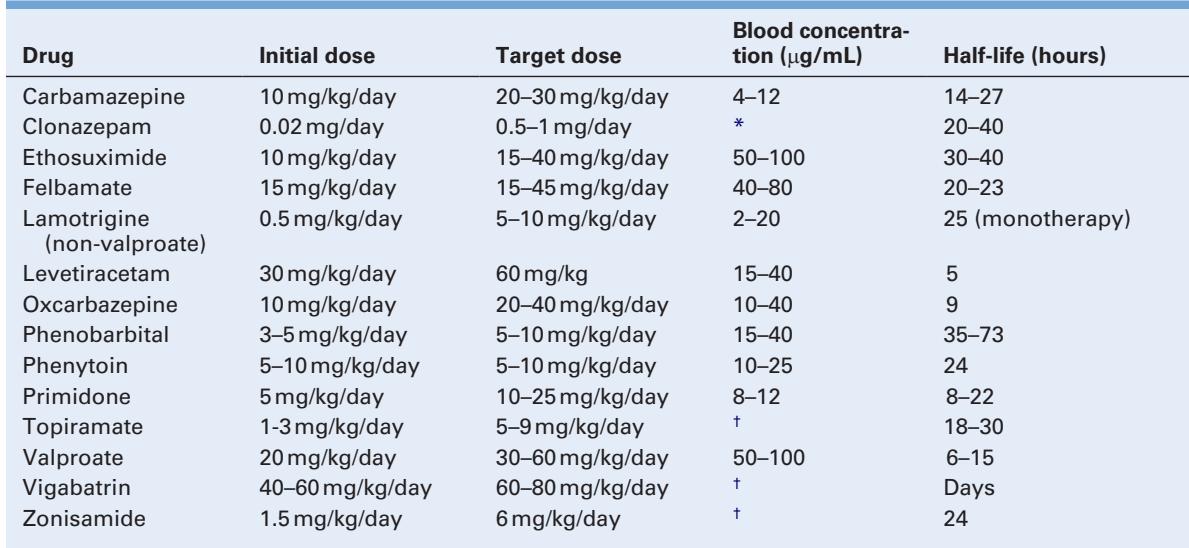 Drug Initial dose Target dose Blood concentra-
tion (μg/mL) Half-life (hours)
Carbamazepine 10 mg/kg/day 20–30 mg/kg/day 4–12 14–27
Clonazepam 0.02 mg/day 0.5–1 mg/day * 20–40
Ethosuximide 10 mg/kg/day 15–40 mg/kg/day 50–100 30–40
Felbamate 15 mg/kg/day 15–45 mg/kg/day 40–80 20–23
Lamotrigine 0.5 mg/kg/day 5–10 mg/kg/day 2–20 25 (monotherapy)
(non-valproate)
Levetiracetam 30 mg/kg/day 60 mg/kg 15–40 5
Oxcarbazepine 10 mg/kg/day 20–40 mg/kg/day 10–40 9
Phenobarbital 3–5 mg/kg/day 5–10 mg/kg/day 15–40 35–73
Phenytoin 5–10 mg/kg/day 5–10 mg/kg/day 10–25 24
Primidone 5 mg/kg/day 10–25 mg/kg/day 8–12 8–22
Topiramate 1-3 mg/kg/day 5–9 mg/kg/day † 18–30
Valproate 20 mg/kg/day 30–60 mg/kg/day 50–100 6–15
Vigabatrin 40–60 mg/kg/day 60–80 mg/kg/day † Days
Zonisamide 1.5 mg/kg/day 6 mg/kg/day † 24